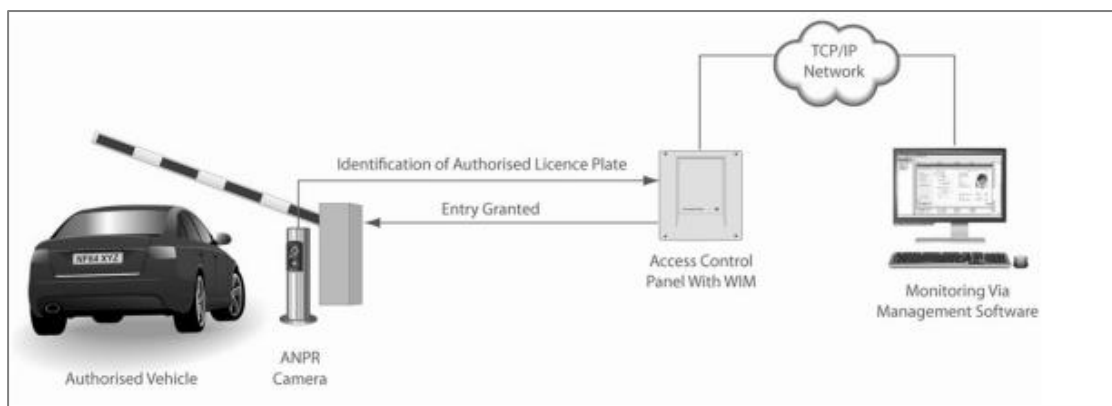 TCP/IP
Network
Identification of Authorised Licence Plate
Entry Granted
NF64 XYZ
Access Control
Panel With WIM
Monitoring Via
Management Software
ANPR
Camera
Authorised Vehicle